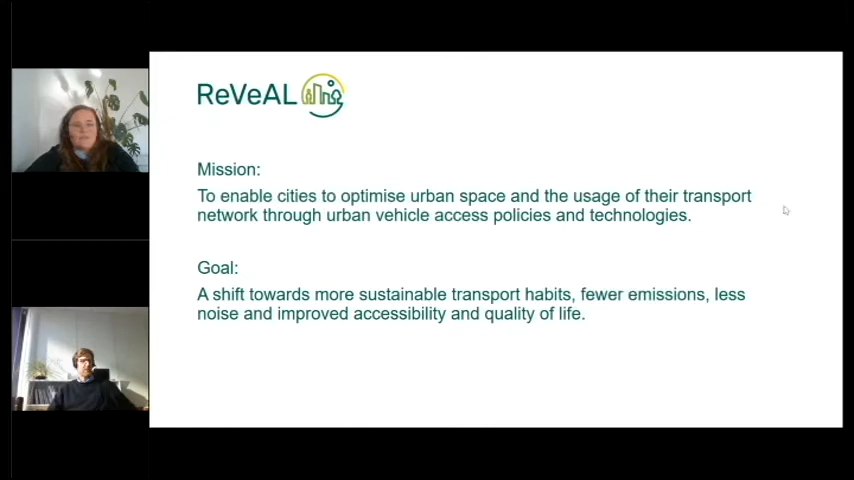 ReVeAL
Mission:
To enable cities to optimise urban space and the usage of their transport
network through urban vehicle access policies and technologies.
Goal:
A shift towards more sustainable transport habits, fewer emissions, less
noise and improved accessibility and quality of life.